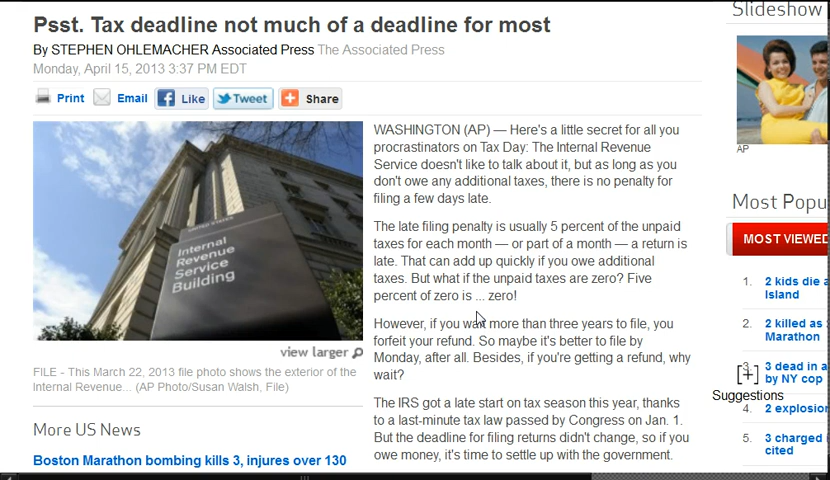 Psst. Tax deadline not much of a deadline for most
By STEPHEN OHLEMACHER Associated Press The Associated Press
Monday, April 15, 2013 3:37 PM EDT
Print Email Like Tweet Share
UNITED STATES
Internal
Revenue
Service
Building
view larger
FILE - This March 22, 2013 file photo shows the exterior of the
Internal Revenue... (AP Photo/Susan Walsh, File)
More US News
Boston Marathon bombing kills 3, injures over 130
WASHINGTON (AP) — Here's a little secret for all you
procrastinators on Tax Day: The Internal Revenue
Service doesn't like to talk about it, but as long as you
don't owe any additional taxes, there is no penalty for
filing a few days late.
The late filing penalty is usually 5 percent of the unpaid
taxes for each month — or part of a month — a return is
late. That can add up quickly if you owe additional
taxes. But what if the unpaid taxes are zero? Five
percent of zero is ... zero!
However, if you wait more than three years to file, you
forfeit your refund. So maybe it's better to file by
Monday, after all. Besides, if you're getting a refund, why
wait?
The IRS got a late start on tax season this year, thanks
to a last-minute tax law passed by Congress on Jan. 1.
But the deadline for filing returns didn't change, so if you
owe money, it's time to settle up with the government.
Slideshow
AP
Most Popu
MOST VIEWED
1. 2 kids die a
Island
2. 2 killed as
Marathon
3. 3 dead in a
by NY cop
[+]
Suggestions
4. 2 explosio
5. 3 charged
cited